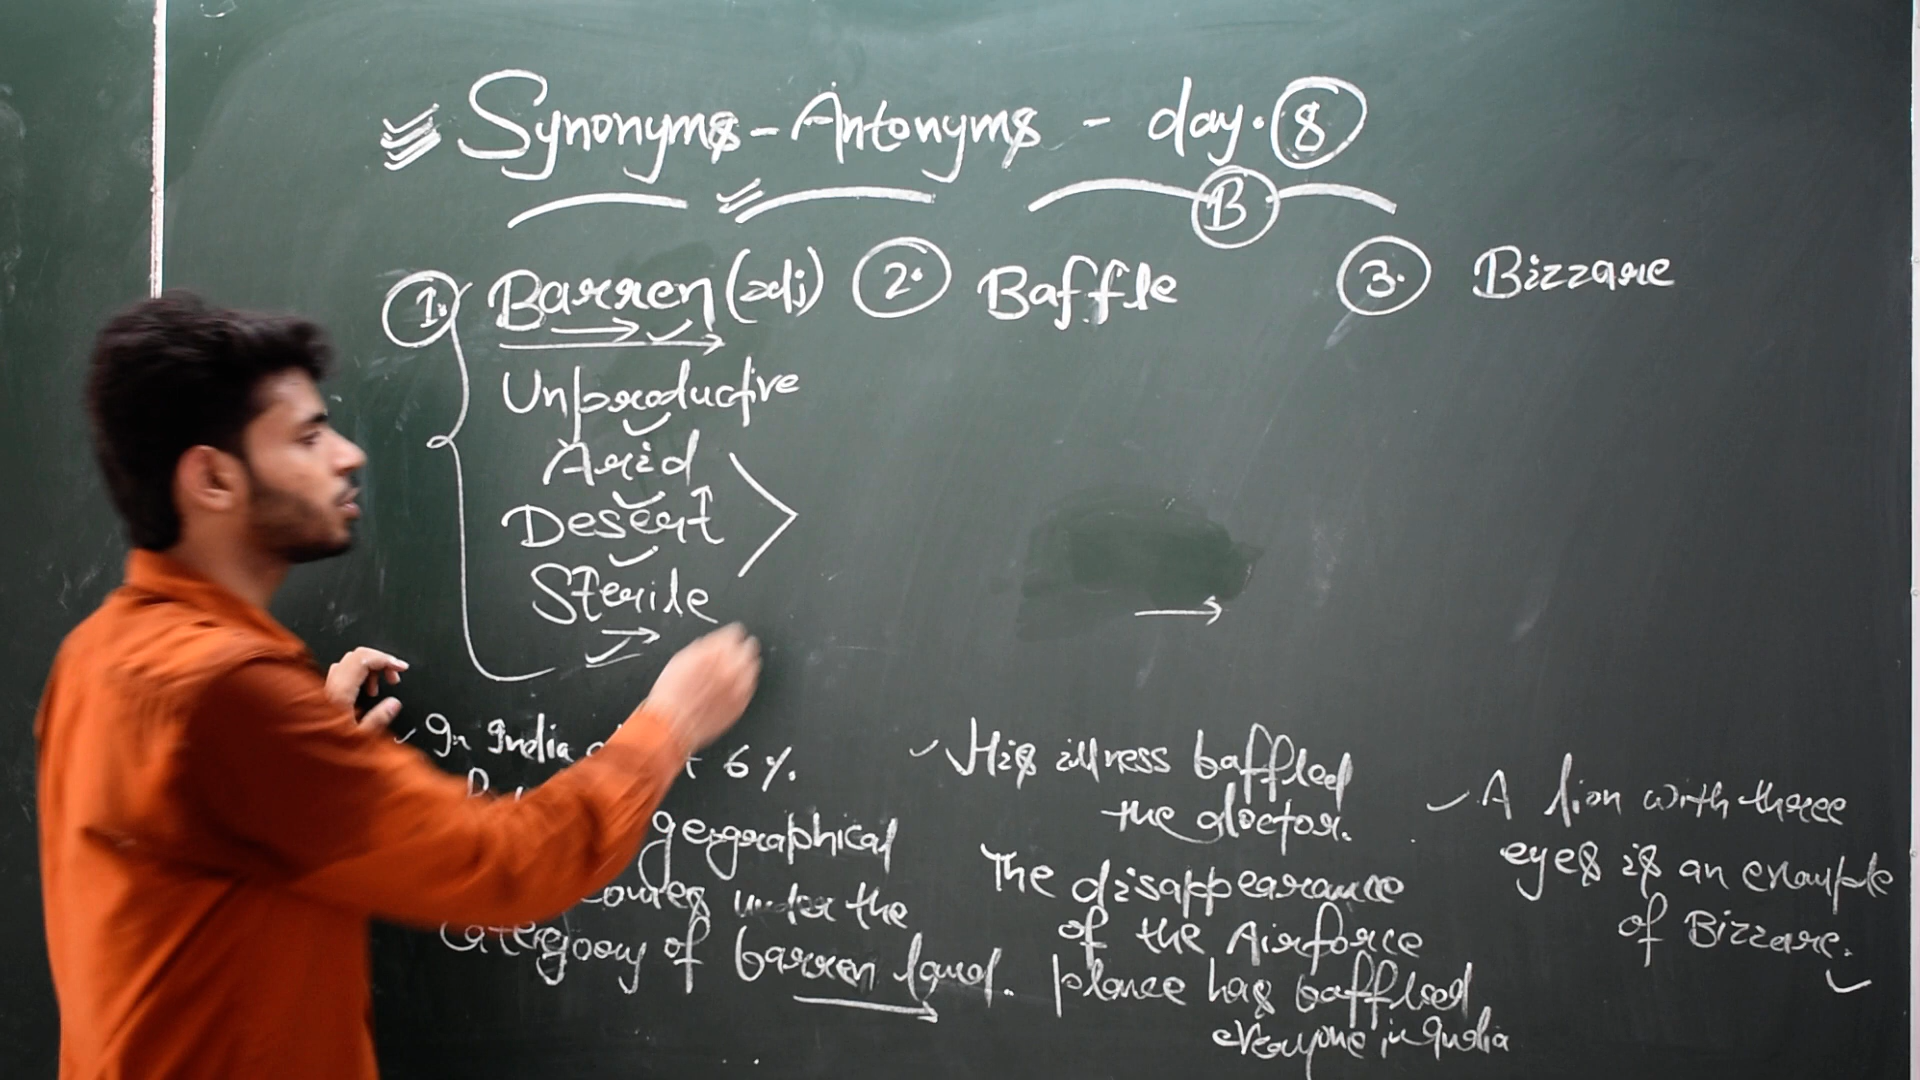 Synonyms - Antonyms - day. 8
B
1. Barren (adj) 2. Baffle 3. Bizzare
Unproductive
Arid
Desert
Sterile
In India 6 %.
geographical
comes under the
Category of barren land.
His illness baffled
the doctor.
The disappearance
of the Airforce
plance has baffled
everyone in India
A lion with three
eyes is an example
of Bizzare.